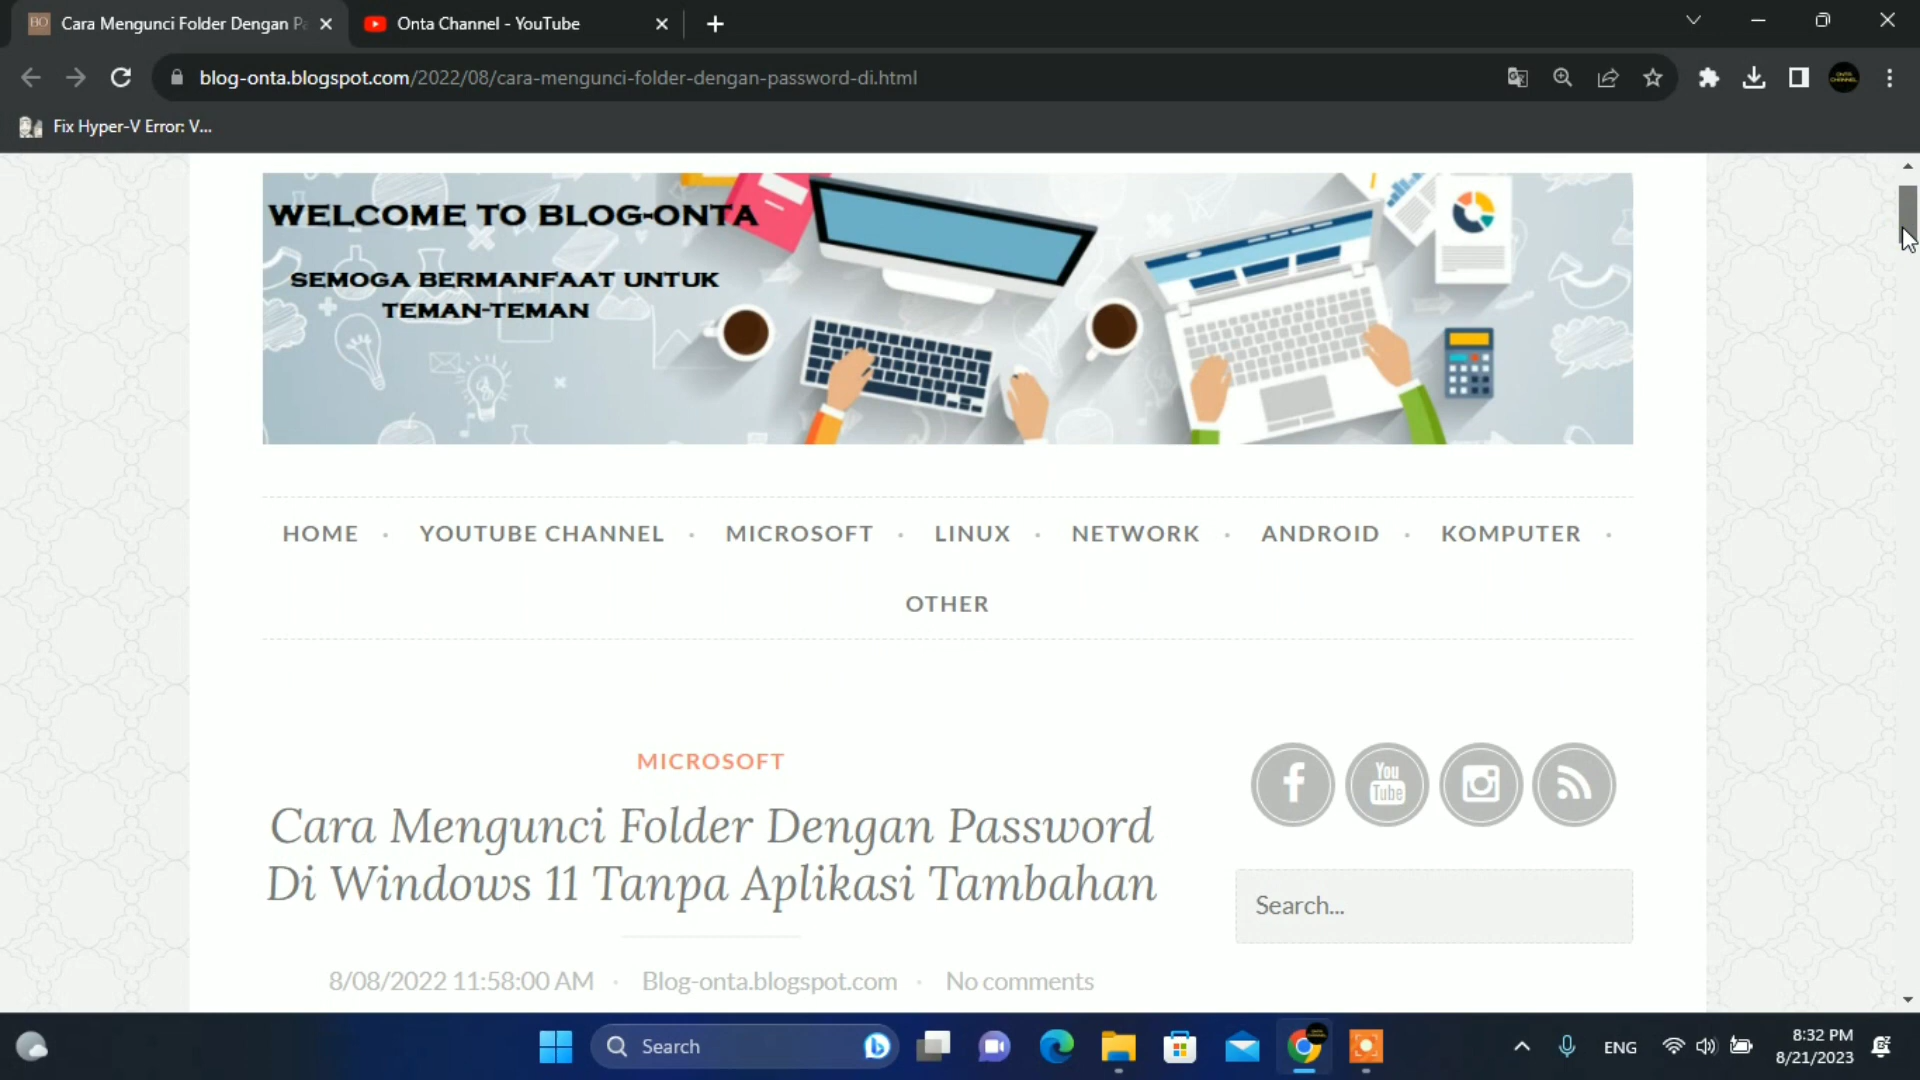 Cara Mengunci Folder Dengan Pa
Onta Channel - YouTube
blog-onta.blogspot.com/2022/08/cara-mengunci-folder-dengan-password-di.html
Fix Hyper-V Error: V...
WELCOME TO BLOG-ONTA
SEMOGA BERMANFAAT UNTUK
TEMAN-TEMAN
HOME · YOUTUBE CHANNEL · MICROSOFT · LINUX · NETWORK · ANDROID · KOMPUTER ·
OTHER
MICROSOFT
You
Tube
Cara Mengunci Folder Dengan Password
Di Windows 11 Tanpa Aplikasi Tambahan
Search...
8/08/2022 11:58:00 AM · Blog-onta.blogspot.com · No comments
Search
ENG
8:32 PM
8/21/2023